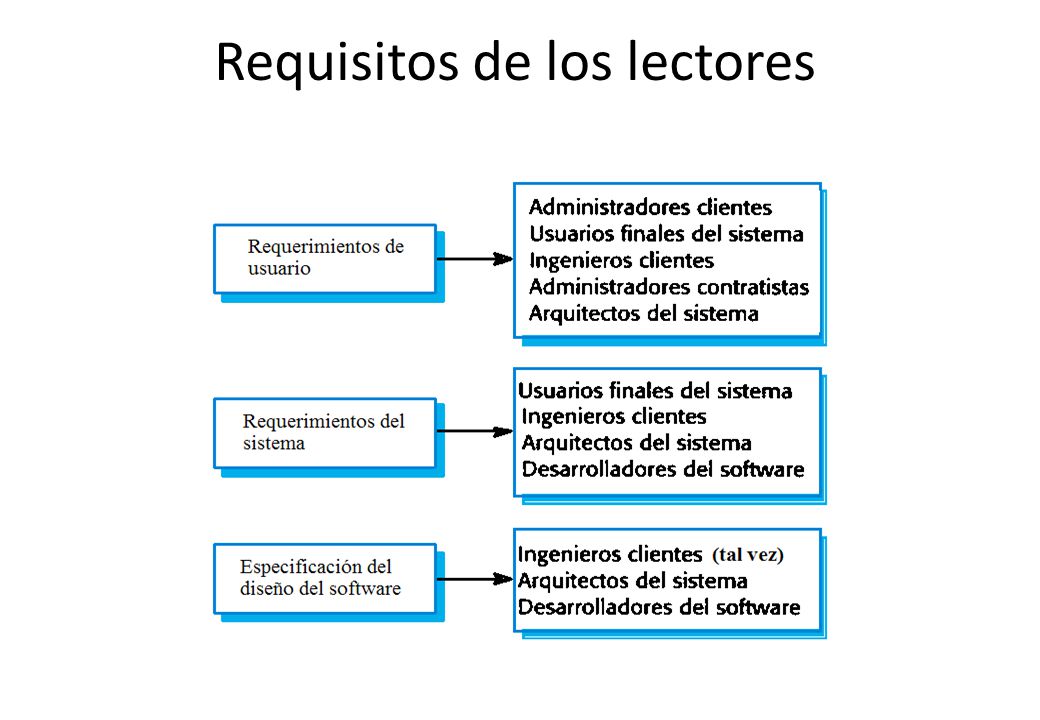 Requisitos de los lectores
Requerimientos de
usuario
Administradores clientes
Usuarios finales del sistema
Ingenieros clientes
Administradores contratistas
Arquitectos del sistema
Requerimientos del
sistema
Usuarios finales del sistema
Ingenieros clientes
Arquitectos del sistema
Desarrolladores del software
Especificación del
diseño del software
Ingenieros clientes (tal vez)
Arquitectos del sistema
Desarrolladores del software